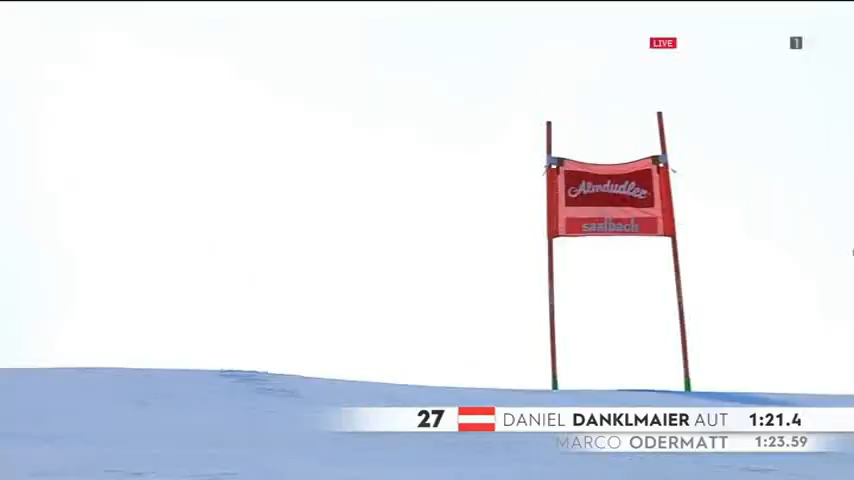 LIVE
1
Almdudler
saalbach
27 DANIEL DANKLMAIER AUT 1:21.4
MARCO ODERMATT 1:23.59